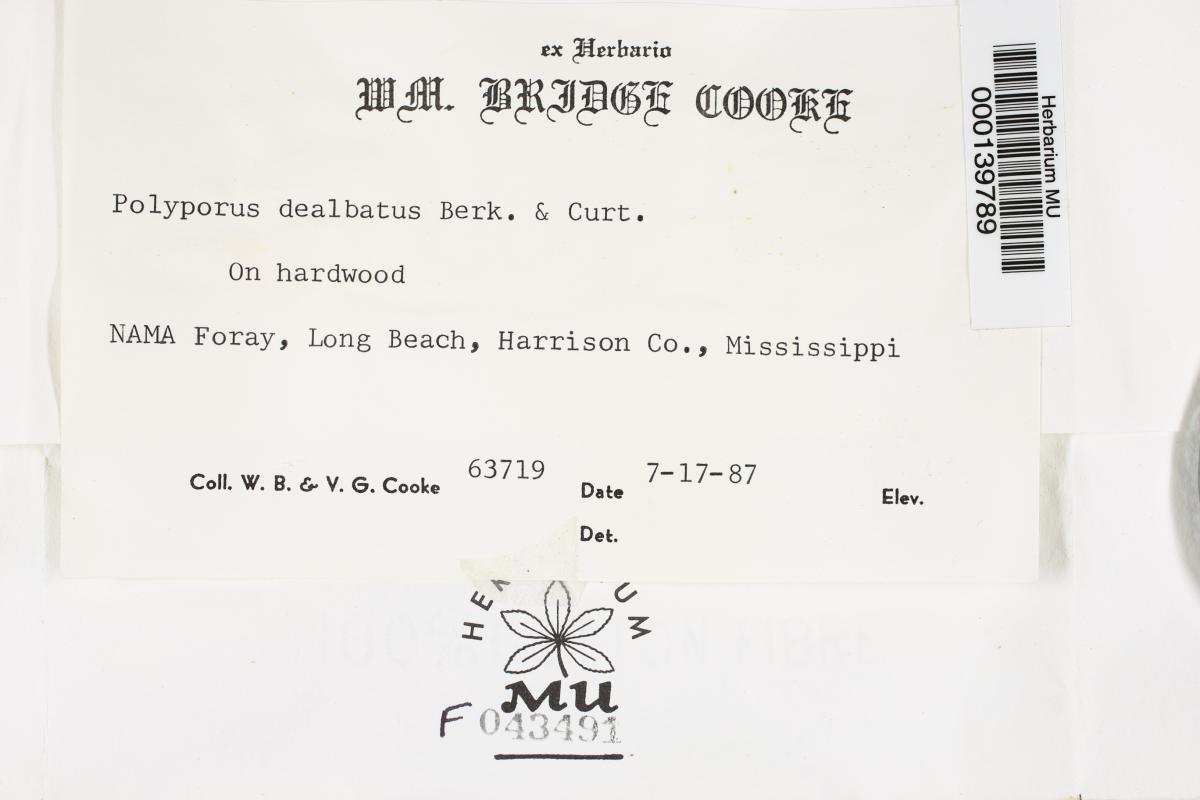 ex Herbario
WM. BRIDGE COOKE
Polyporus dealbatus Berk. & Curt.
On hardwood
NAMA Foray, Long Beach, Harrison Co., Mississippi
Coll. W. B. & V. G. Cooke 63719 Date 7-17-87 Elev.
Det.
Herbarium MU
000139789
MU
F 043491